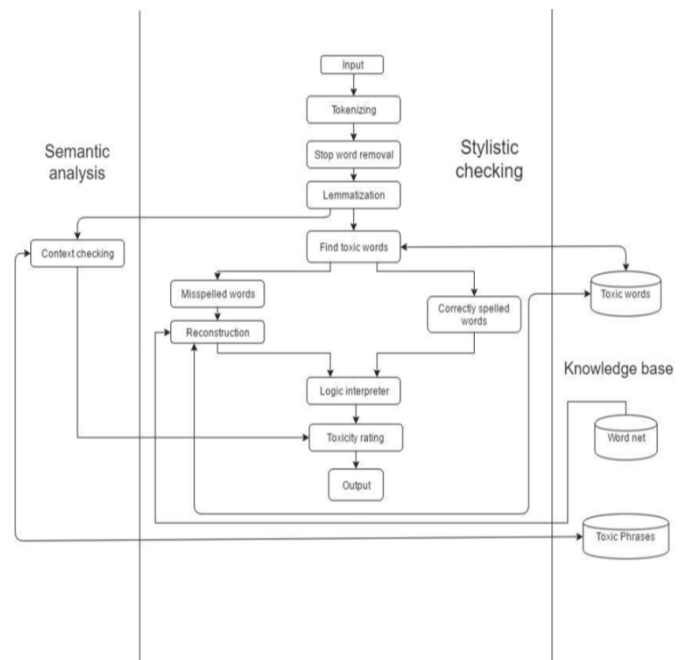 Input
Tokenizing
Semantic
analysis
Stylistic
checking
Stop word removal
Lemmatization
Context checking
Find toxic words
Misspelled words
Correctly spelled
words
Toxic words
Reconstruction
Knowledge base
Logic interpreter
Toxicity rating
Word net
Output
Toxic Phrases